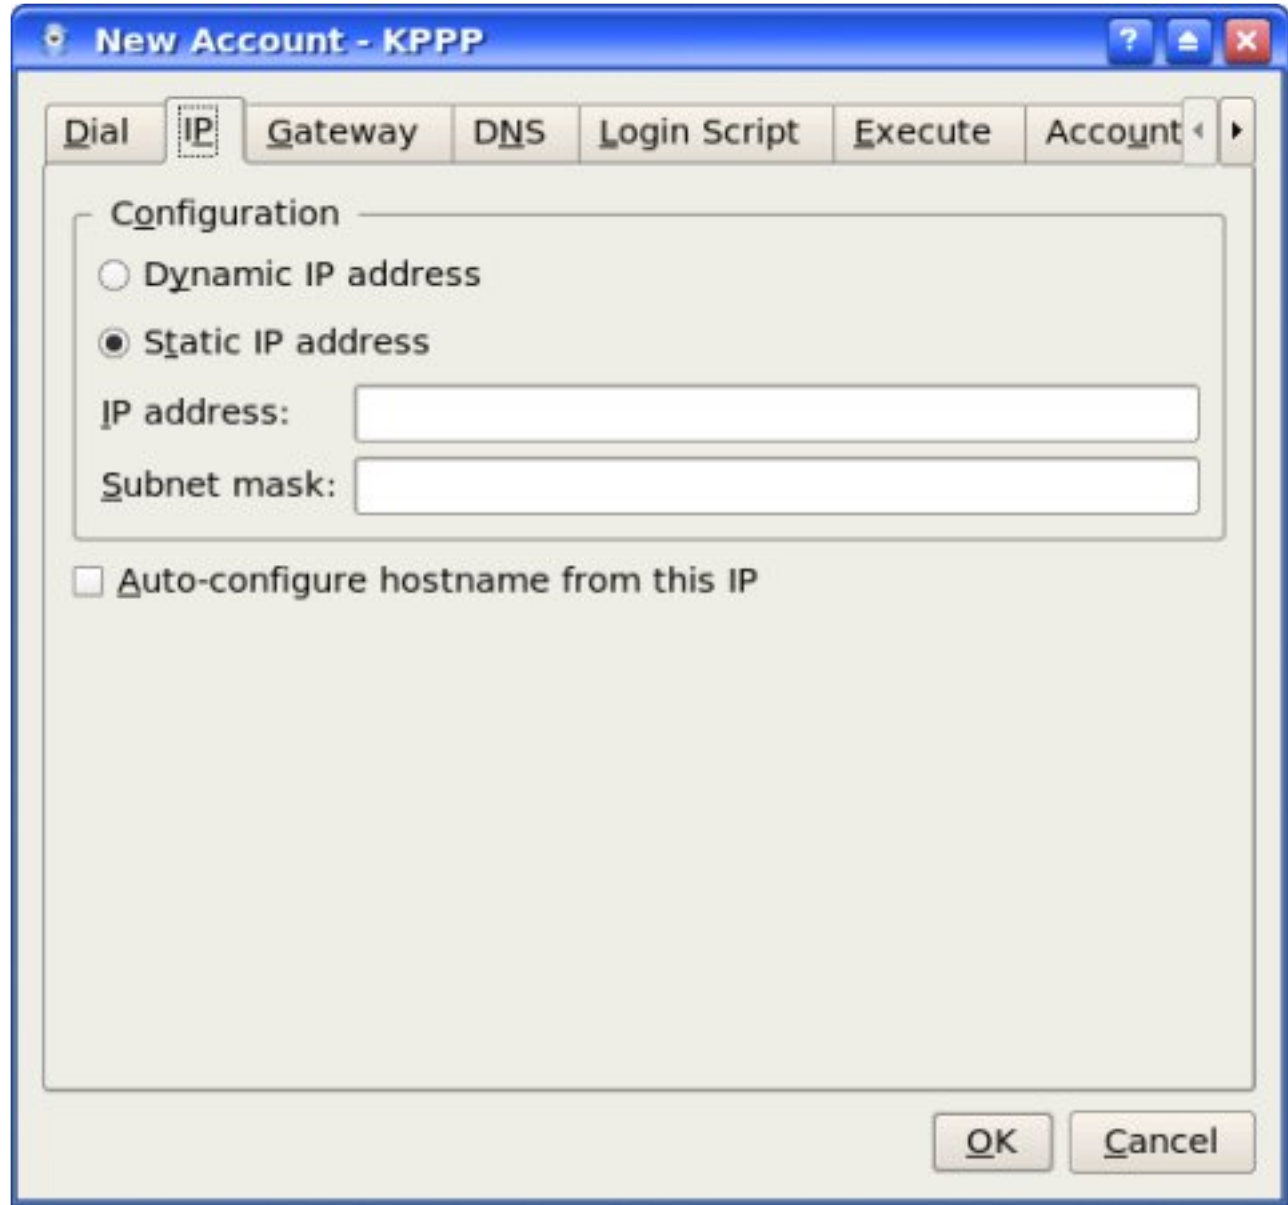 New Account - KPPP ?
Dial IP Gateway DNS Login Script Execute Account
Configuration
Dynamic IP address
Static IP address
IP address:
Subnet mask:
Auto-configure hostname from this IP
OK Cancel